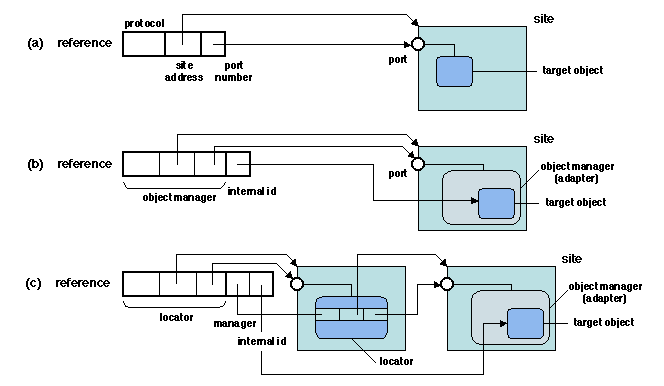 protocol
site
(a) reference
site
address
port
number
port
target object
site
(b) reference
port
object manager
(adapter)
object manager
internal id
target object
site
(c) reference
object manager
(adapter)
locator
manager
target object
internal id
locator